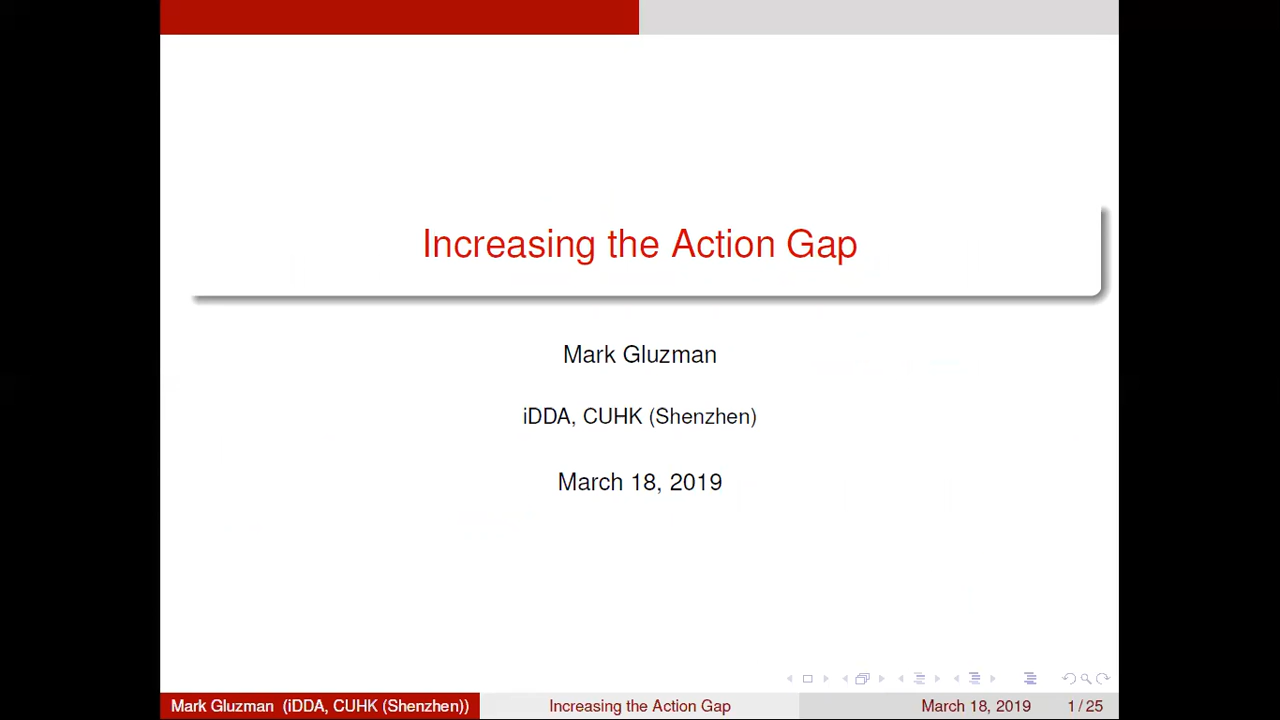 Increasing the Action Gap
Mark Gluzman
iDDA, CUHK (Shenzhen)
March 18, 2019
Mark Gluzman (iDDA, CUHK (Shenzhen))
Increasing the Action Gap
March 18, 2019
1 / 25